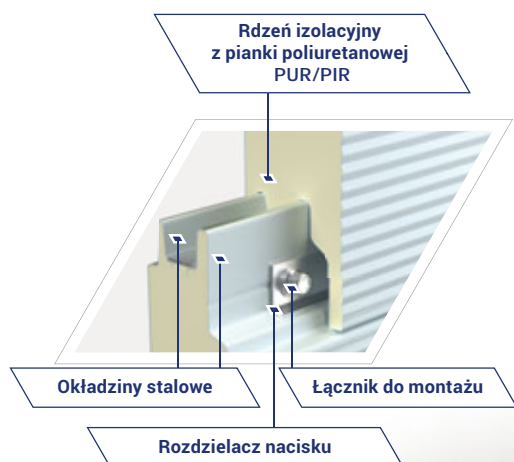 Rdzeń izolacyjny
z pianki poliuretanowej
PUR/PIR
Okładziny stalowe
Łącznik do montażu
Rozdzielacz nacisku